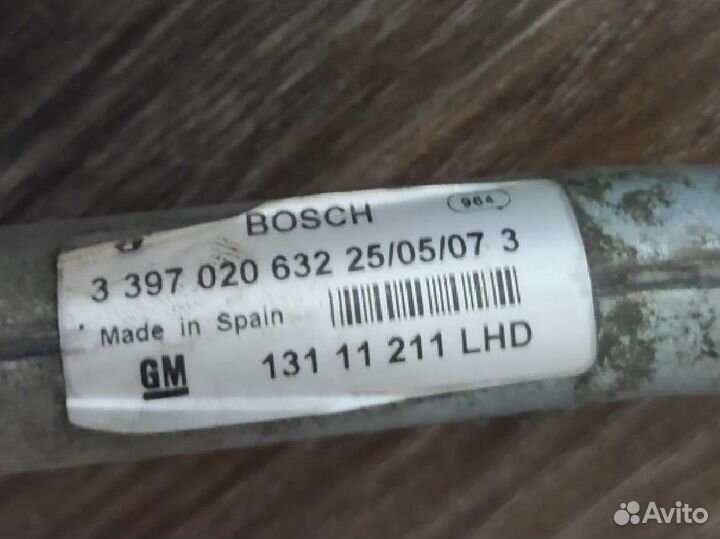 BOSCH 964
3 397 020 632 25/05/07 3
Made in Spain
GM 131 11 211 LHD
Avito